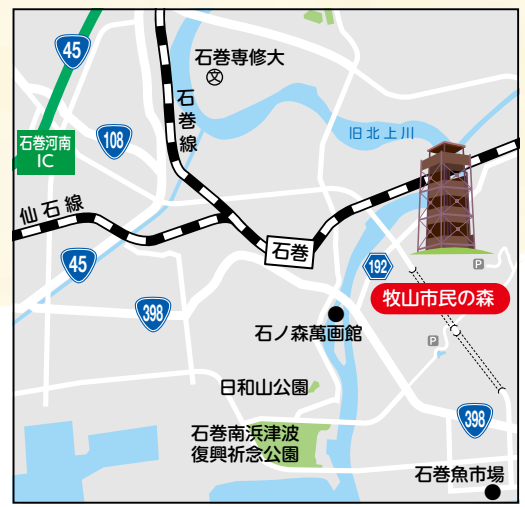 45
石巻専修大
文
石巻線
108
旧北上川
石巻河南
IC
仙石線
石巻
45
192
P
牧山市民の森
398
石ノ森萬画館
P
日和山公園
398
石巻南浜津波
復興祈念公園
石巻魚市場